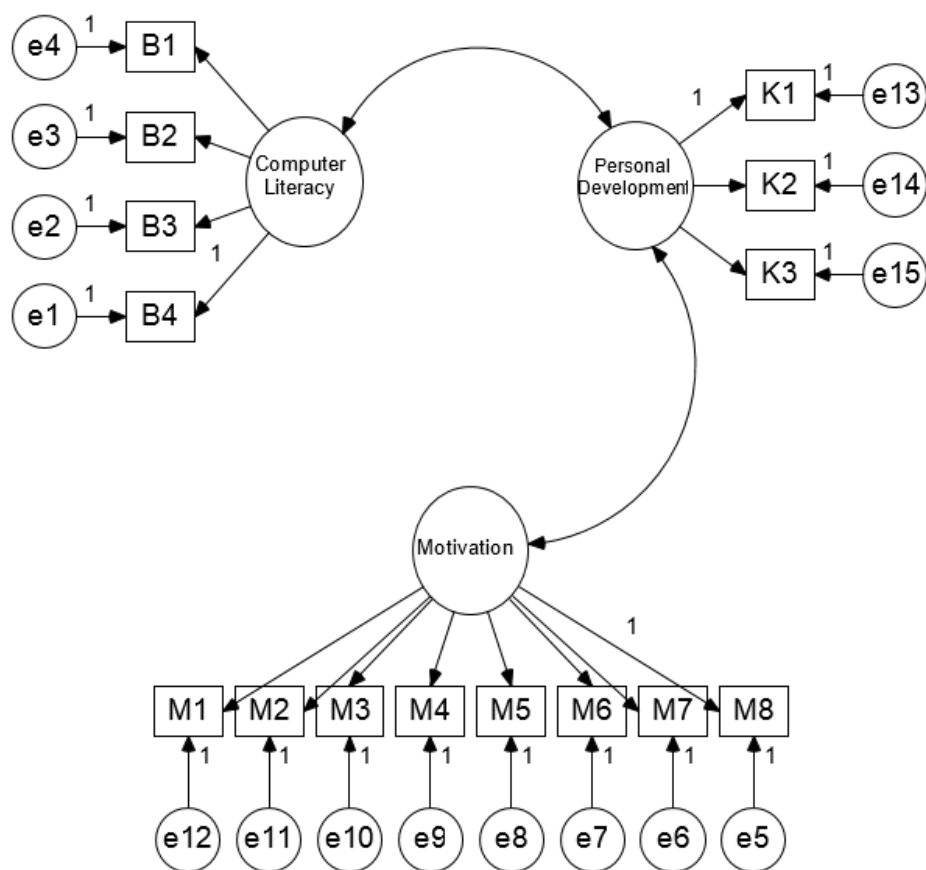 e4 1 B1
e3 1 B2
e2 1 B3
e1 1 B4
Computer
Literacy
1
Personal
Development
1 K1 1 e13
K2 1 e14
K3 1 e15
Motivation
1
M1 M2 M3 M4 M5 M6 M7 M8
1 1 1 1 1 1 1 1
e12 e11 e10 e9 e8 e7 e6 e5